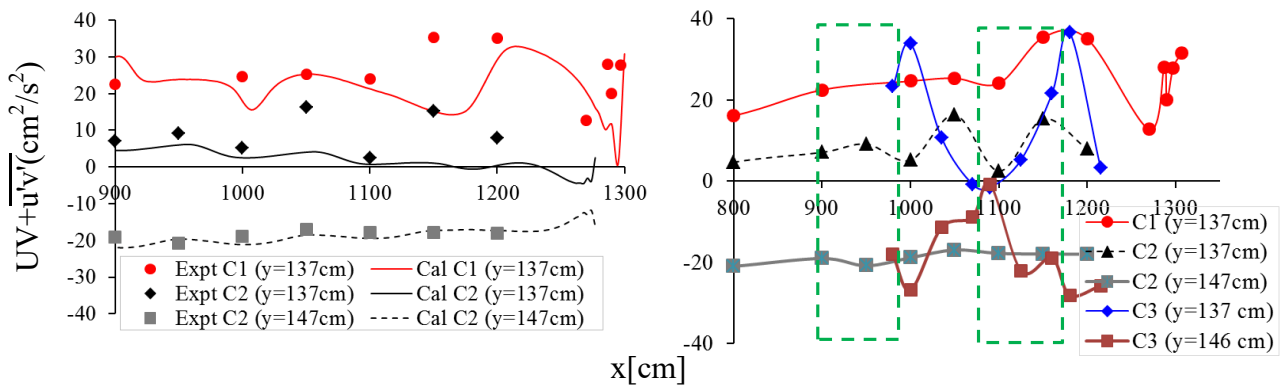 UV+u'v'(cm²/s²)
40
30
20
10
0
-10
-20
-30
-40
900
1000
1100
1200
1300
Expt C1 (y=137cm)
Cal C1 (y=137cm)
Expt C2 (y=137cm)
Cal C2 (y=137cm)
Expt C2 (y=147cm)
Cal C2 (y=147cm)
40
20
0
-20
-40
800
900
1000
1100
1200
1300
C1 (y=137cm)
C2 (y=137cm)
C2 (y=147cm)
C3 (y=137 cm)
C3 (y=146 cm)
x[cm]